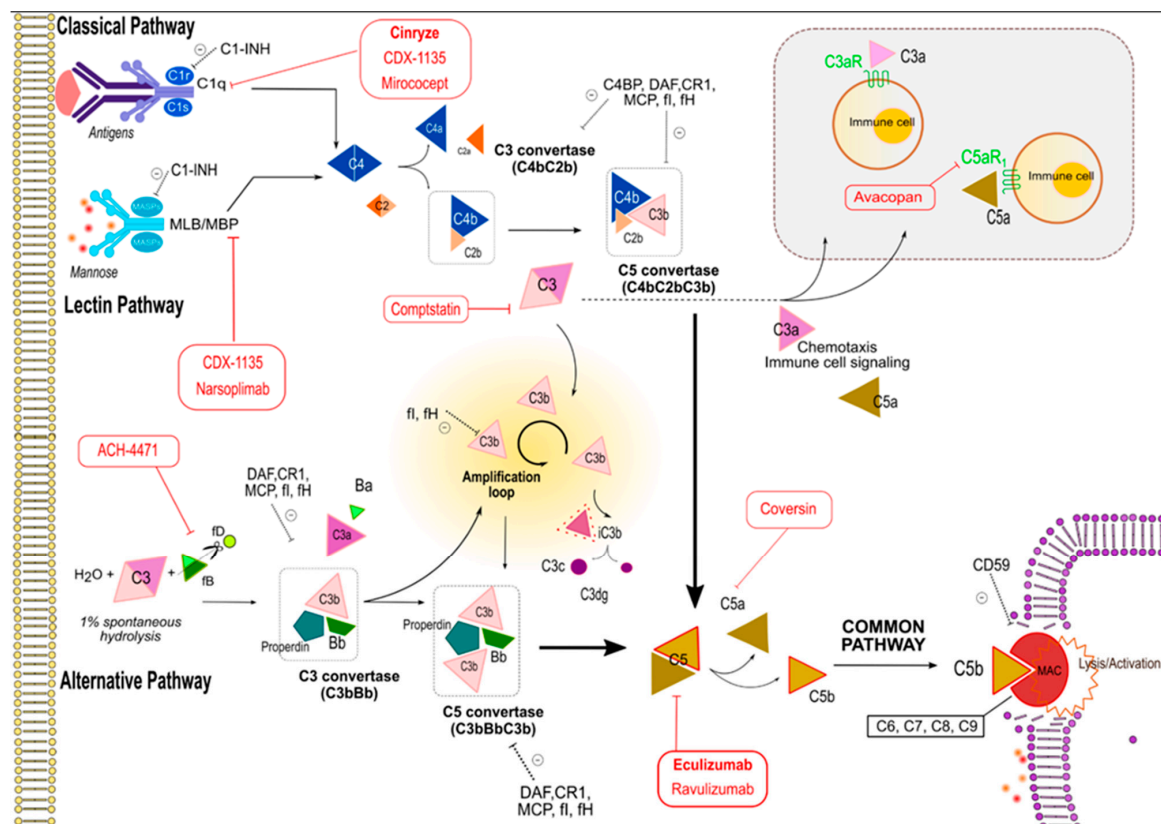 Classical Pathway
C1-INH
C1r
C1q
C1s
Antigens
Cinryze
CDX-1135
Mirococept
C4BP, DAF,CR1,
MCP, fI, fH
C3aR
C3a
Immune cell
C5aR1
Immune cell
Avacopan
C5a
C4
C4a
C2a
C3 convertase
(C4bC2b)
C2
C4b
C2b
C4b
C3b
C2b
C5 convertase
(C4bC2bC3b)
C1-INH
MASPs
MLB/MBP
MASPs
Mannose
Lectin Pathway
CDX-1135
Narsoplimab
Comptstatin
C3
C3a
Chemotaxis
Immune cell signaling
C5a
fI, fH
C3b
C3b
C3b
Amplification
loop
iC3b
C3c
C3dg
ACH-4471
DAF,CR1,
MCP, fI, fH
Ba
C3a
fD
H2O +
C3
+
fB
1% spontaneous
hydrolysis
Alternative Pathway
C3b
Properdin
Bb
C3 convertase
(C3bBb)
C3b
Properdin
Bb
C3b
C5 convertase
(C3bBbC3b)
DAF,CR1,
MCP, fI, fH
Coversin
C5a
C5
C5b
Eculizumab
Ravulizumab
COMMON
PATHWAY
CD59
C5b
MAC
Lysis/Activation
C6, C7, C8, C9